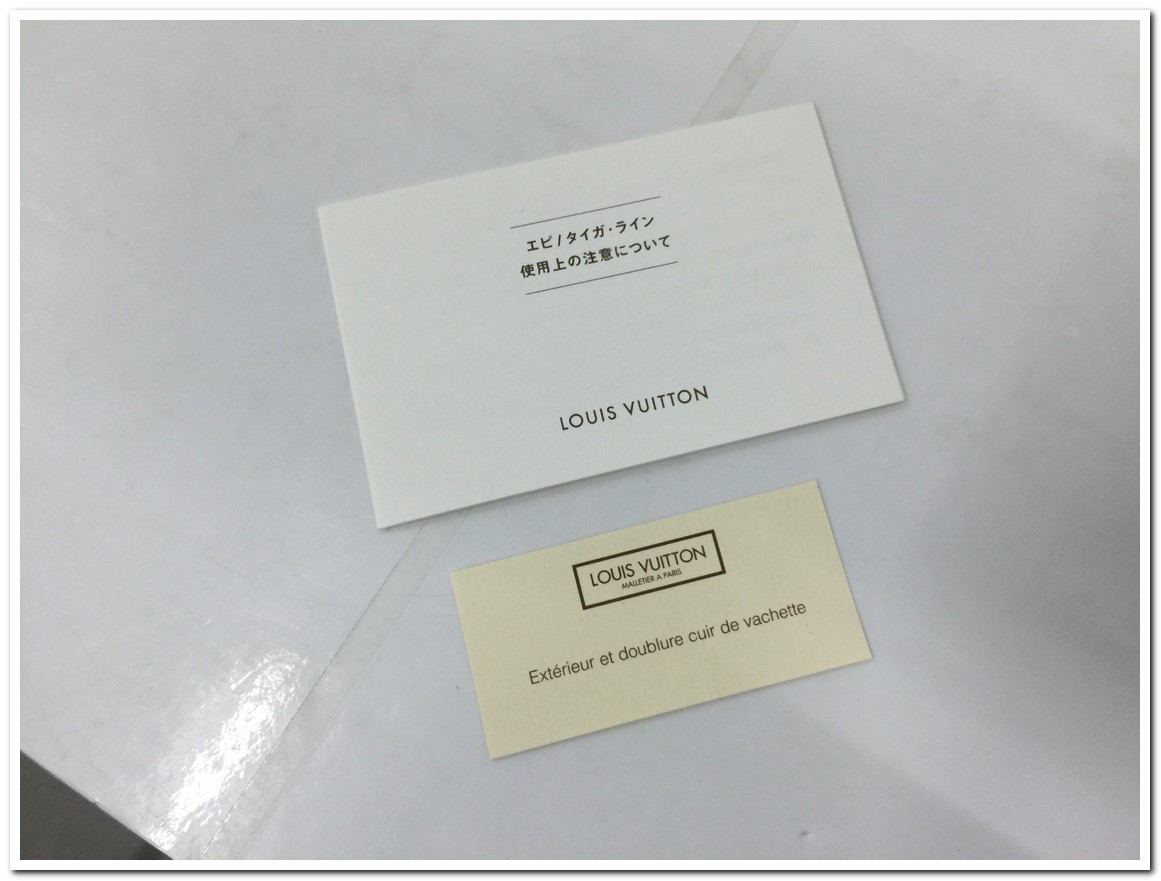 エピ/タイガ・ライン
使用上の注意について
LOUIS VUITTON
LOUIS VUITTON
MALLETIER A PARIS
Extérieur et doublure cuir de vachette